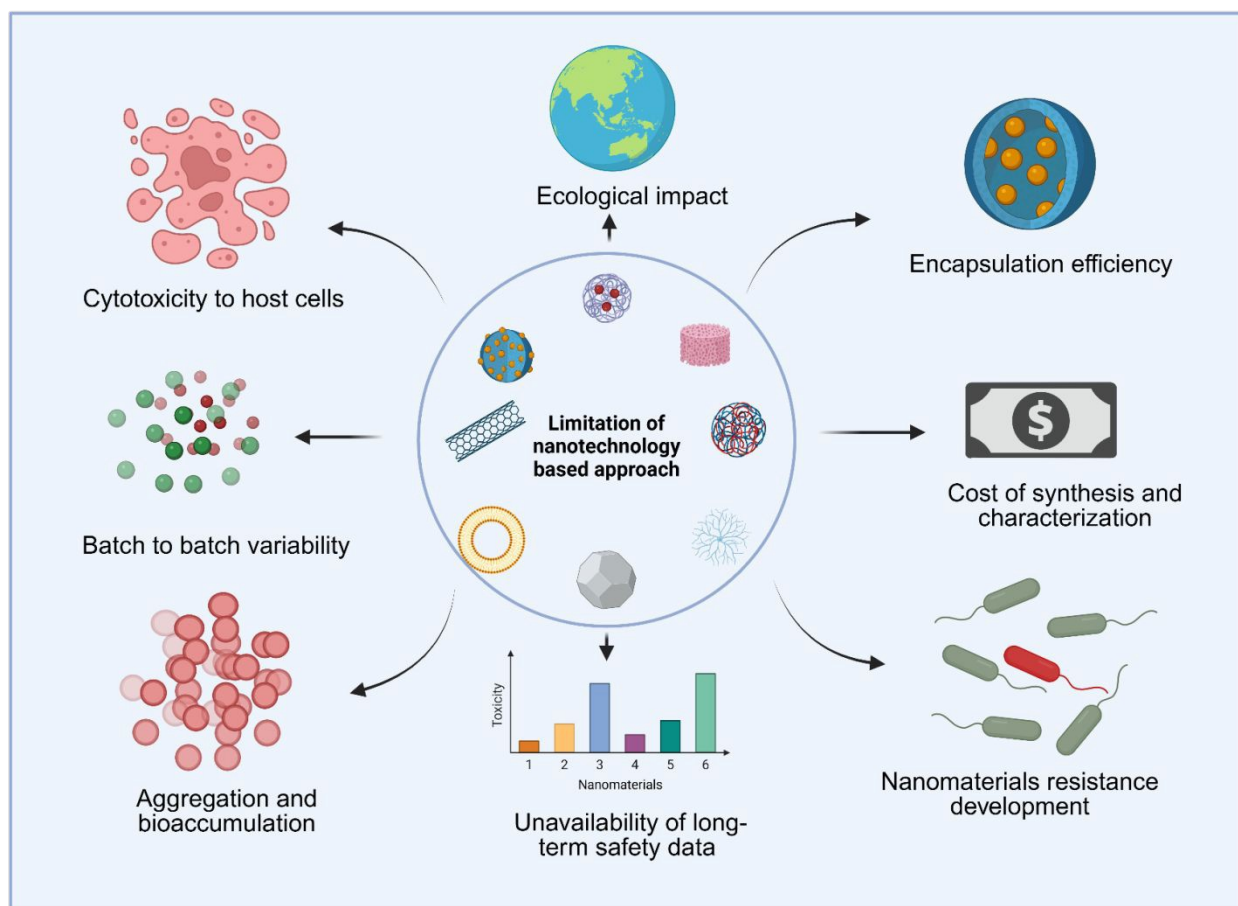 Ecological impact
Cytotoxicity to host cells
Encapsulation efficiency
Limitation of
nanotechnology
based approach
$
Batch to batch variability
Cost of synthesis and
characterization
Aggregation and
bioaccumulation
Toxicity
1 2 3 4 5 6
Nanomaterials
Unavailability of long-
term safety data
Nanomaterials resistance
development